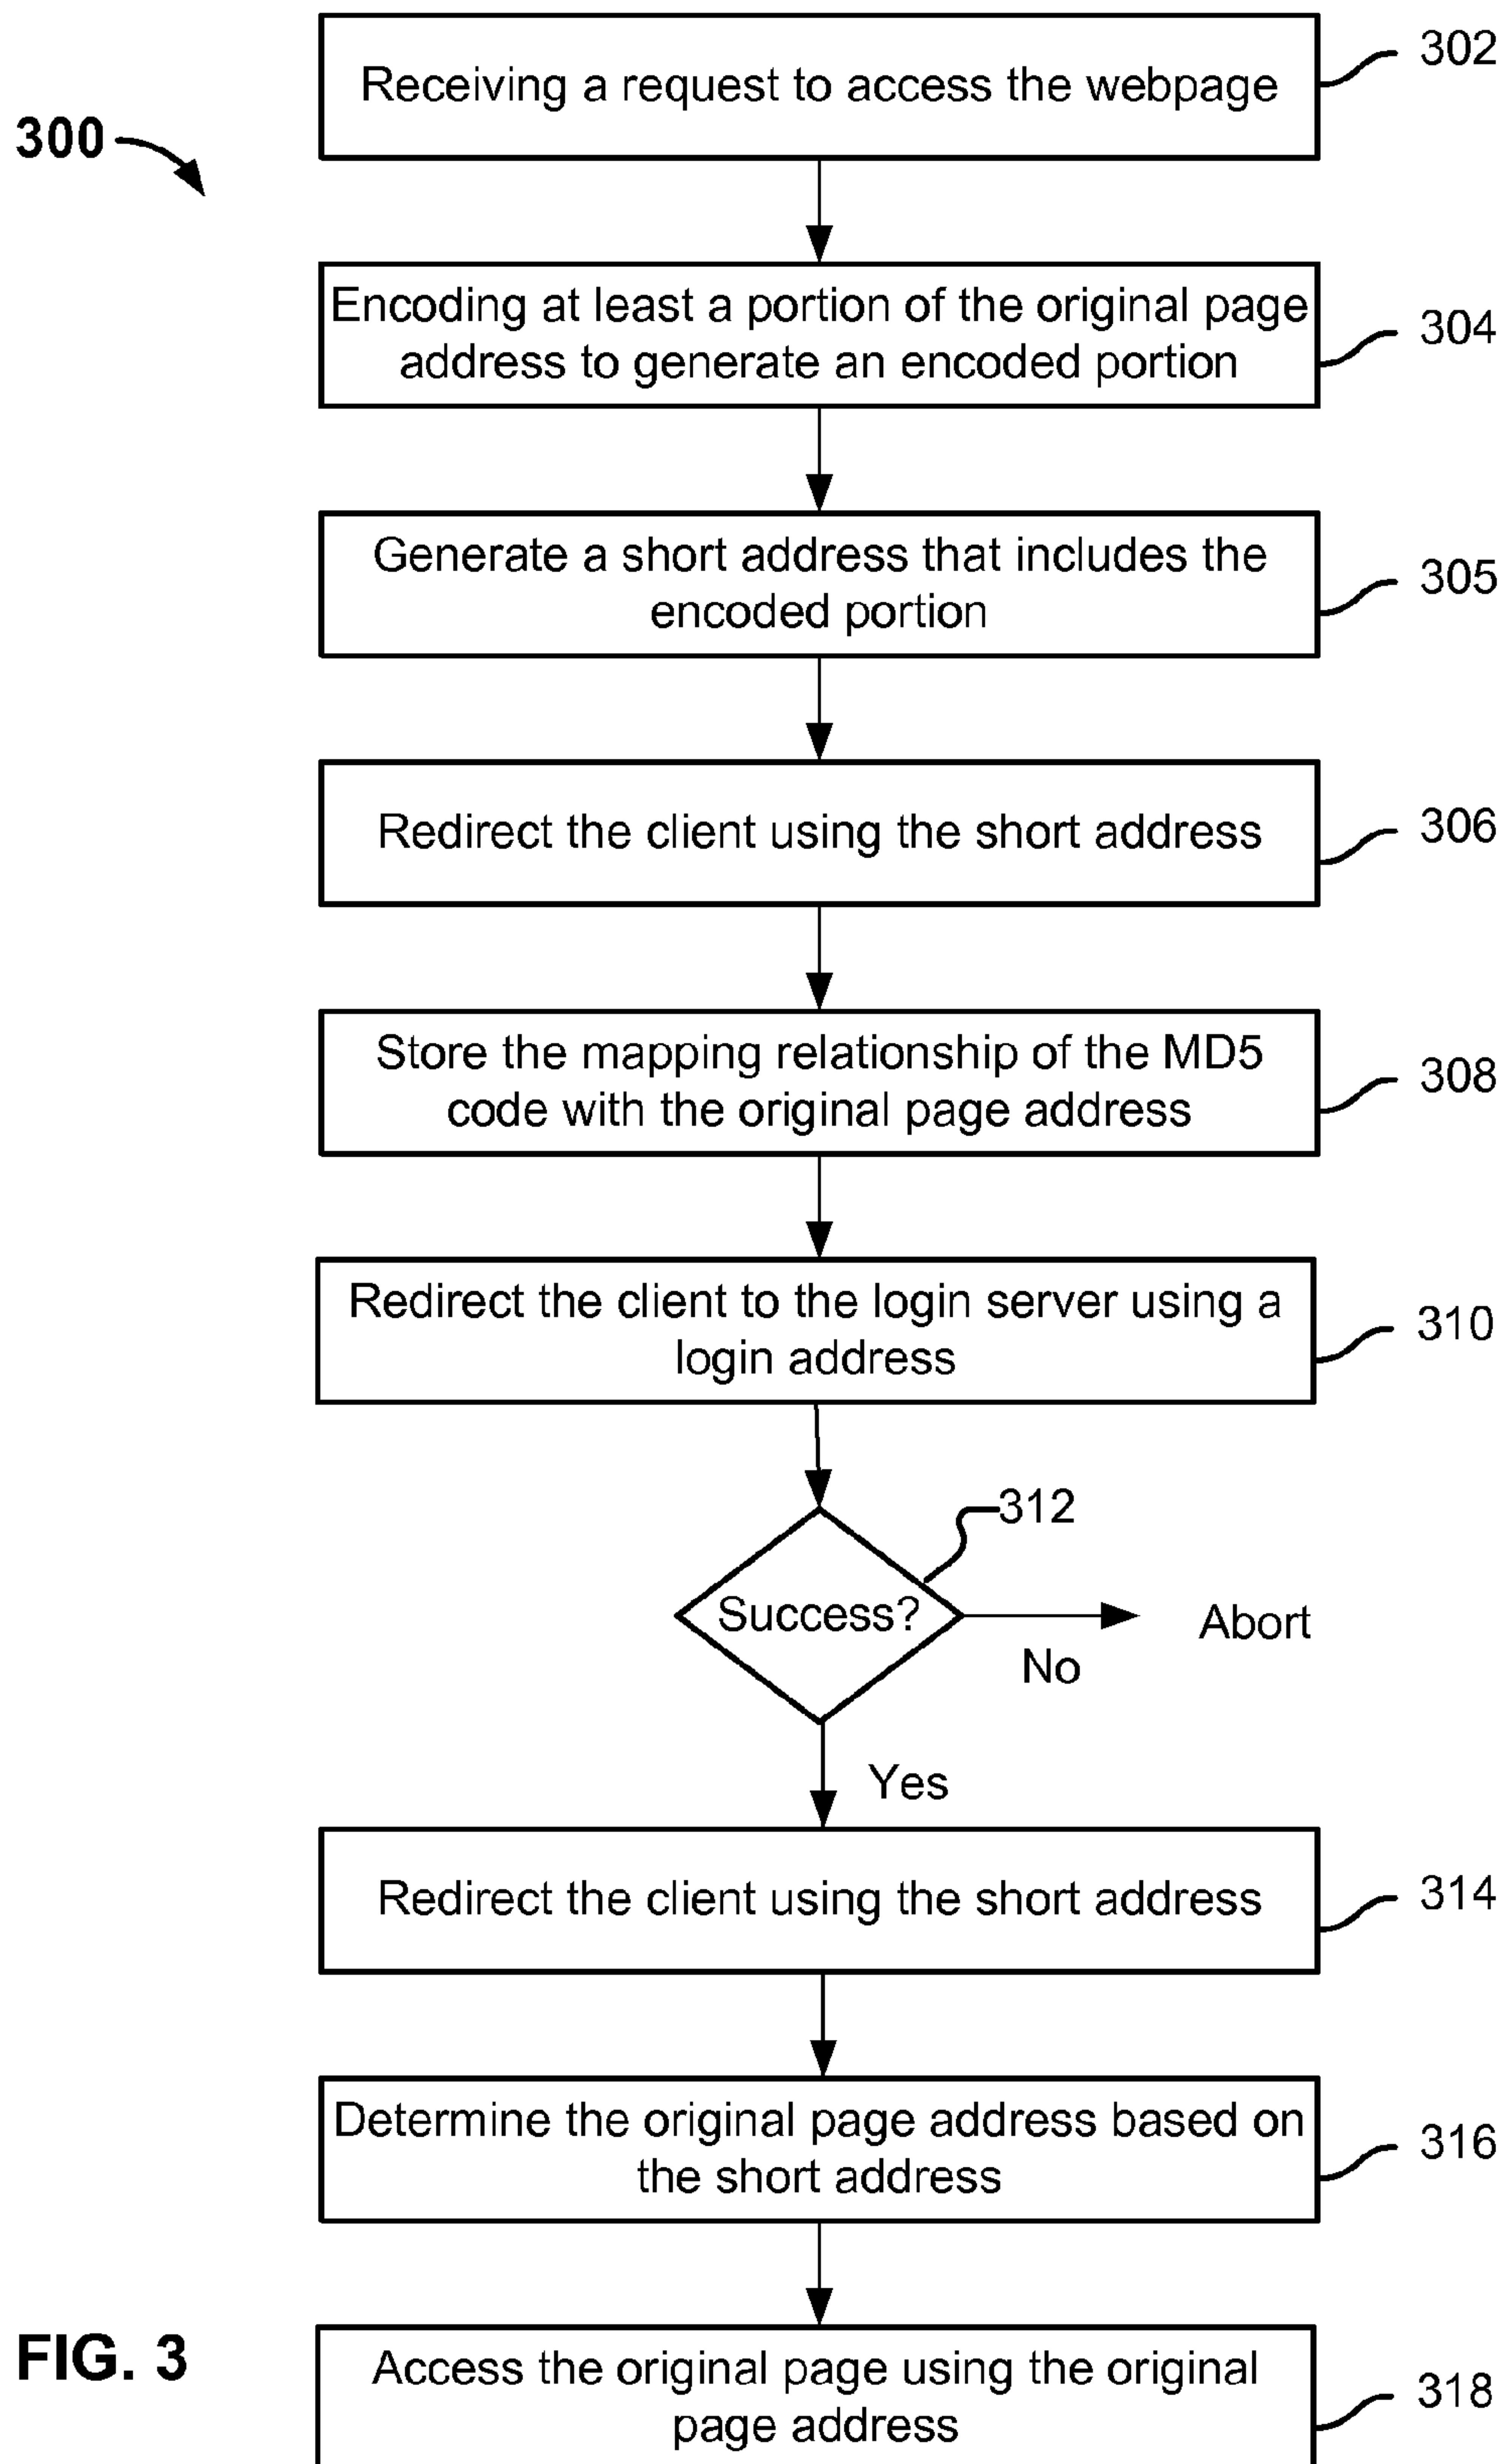 Receiving a request to access the webpage
302
300
Encoding at least a portion of the original page
address to generate an encoded portion
304
Generate a short address that includes the
encoded portion
305
Redirect the client using the short address
306
Store the mapping relationship of the MD5
code with the original page address
308
Redirect the client to the login server using a
login address
310
312
Success?
Abort
No
Yes
Redirect the client using the short address
314
Determine the original page address based on
the short address
316
FIG. 3
Access the original page using the original
page address
318